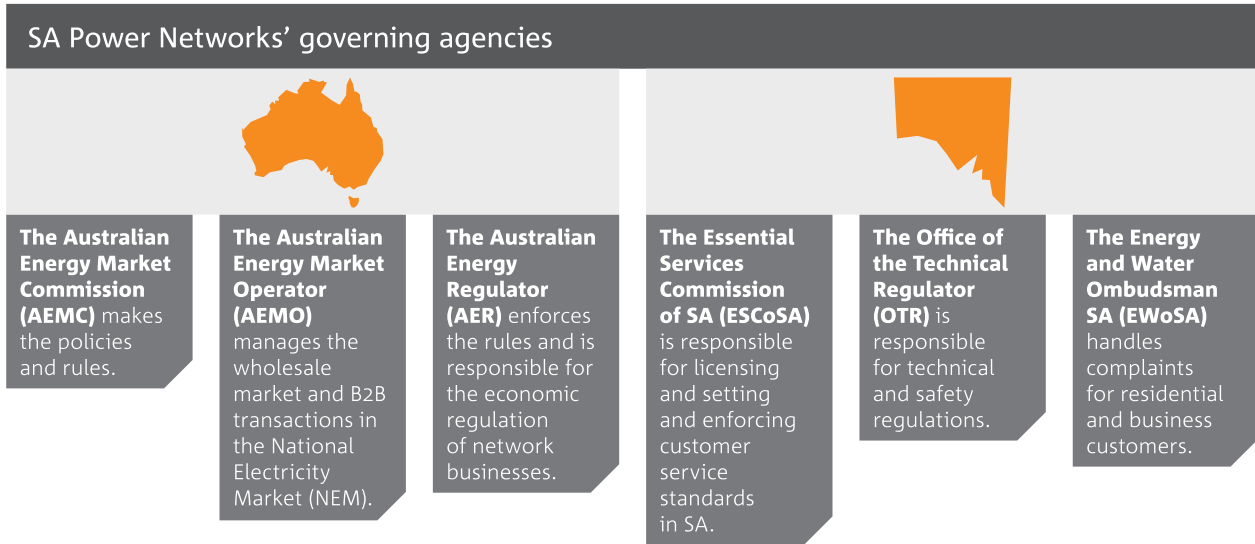 SA Power Networks’ governing agencies
The Australian
Energy Market
Commission
(AEMC) makes
the policies
and rules.
The Australian
Energy Market
Operator
(AEMO)
manages the
wholesale
market and B2B
transactions in
the National
Electricity
Market (NEM).
The Australian
Energy
Regulator
(AER) enforces
the rules and is
responsible for
the economic
regulation
of network
businesses.
The Essential
Services
Commission
of SA (ESCoSA)
is responsible
for licensing
and setting
and enforcing
customer
service
standards
in SA.
The Office of
the Technical
Regulator
(OTR) is
responsible
for technical
and safety
regulations.
The Energy
and Water
Ombudsman
SA (EWoSA)
handles
complaints
for residential
and business
customers.